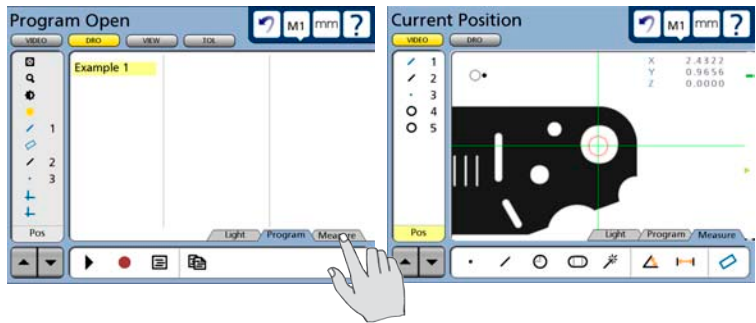 Program Open
M1 mm ?
VIDEO DRO VIEW TOL
Example 1
1
2
3
Pos
Light Program Measure
Current Position
M1 mm ?
VIDEO DRO
1
2
3
4
5
X 2.4322
Y 0.9656
Z 0.0000
Pos
Light Program Measure